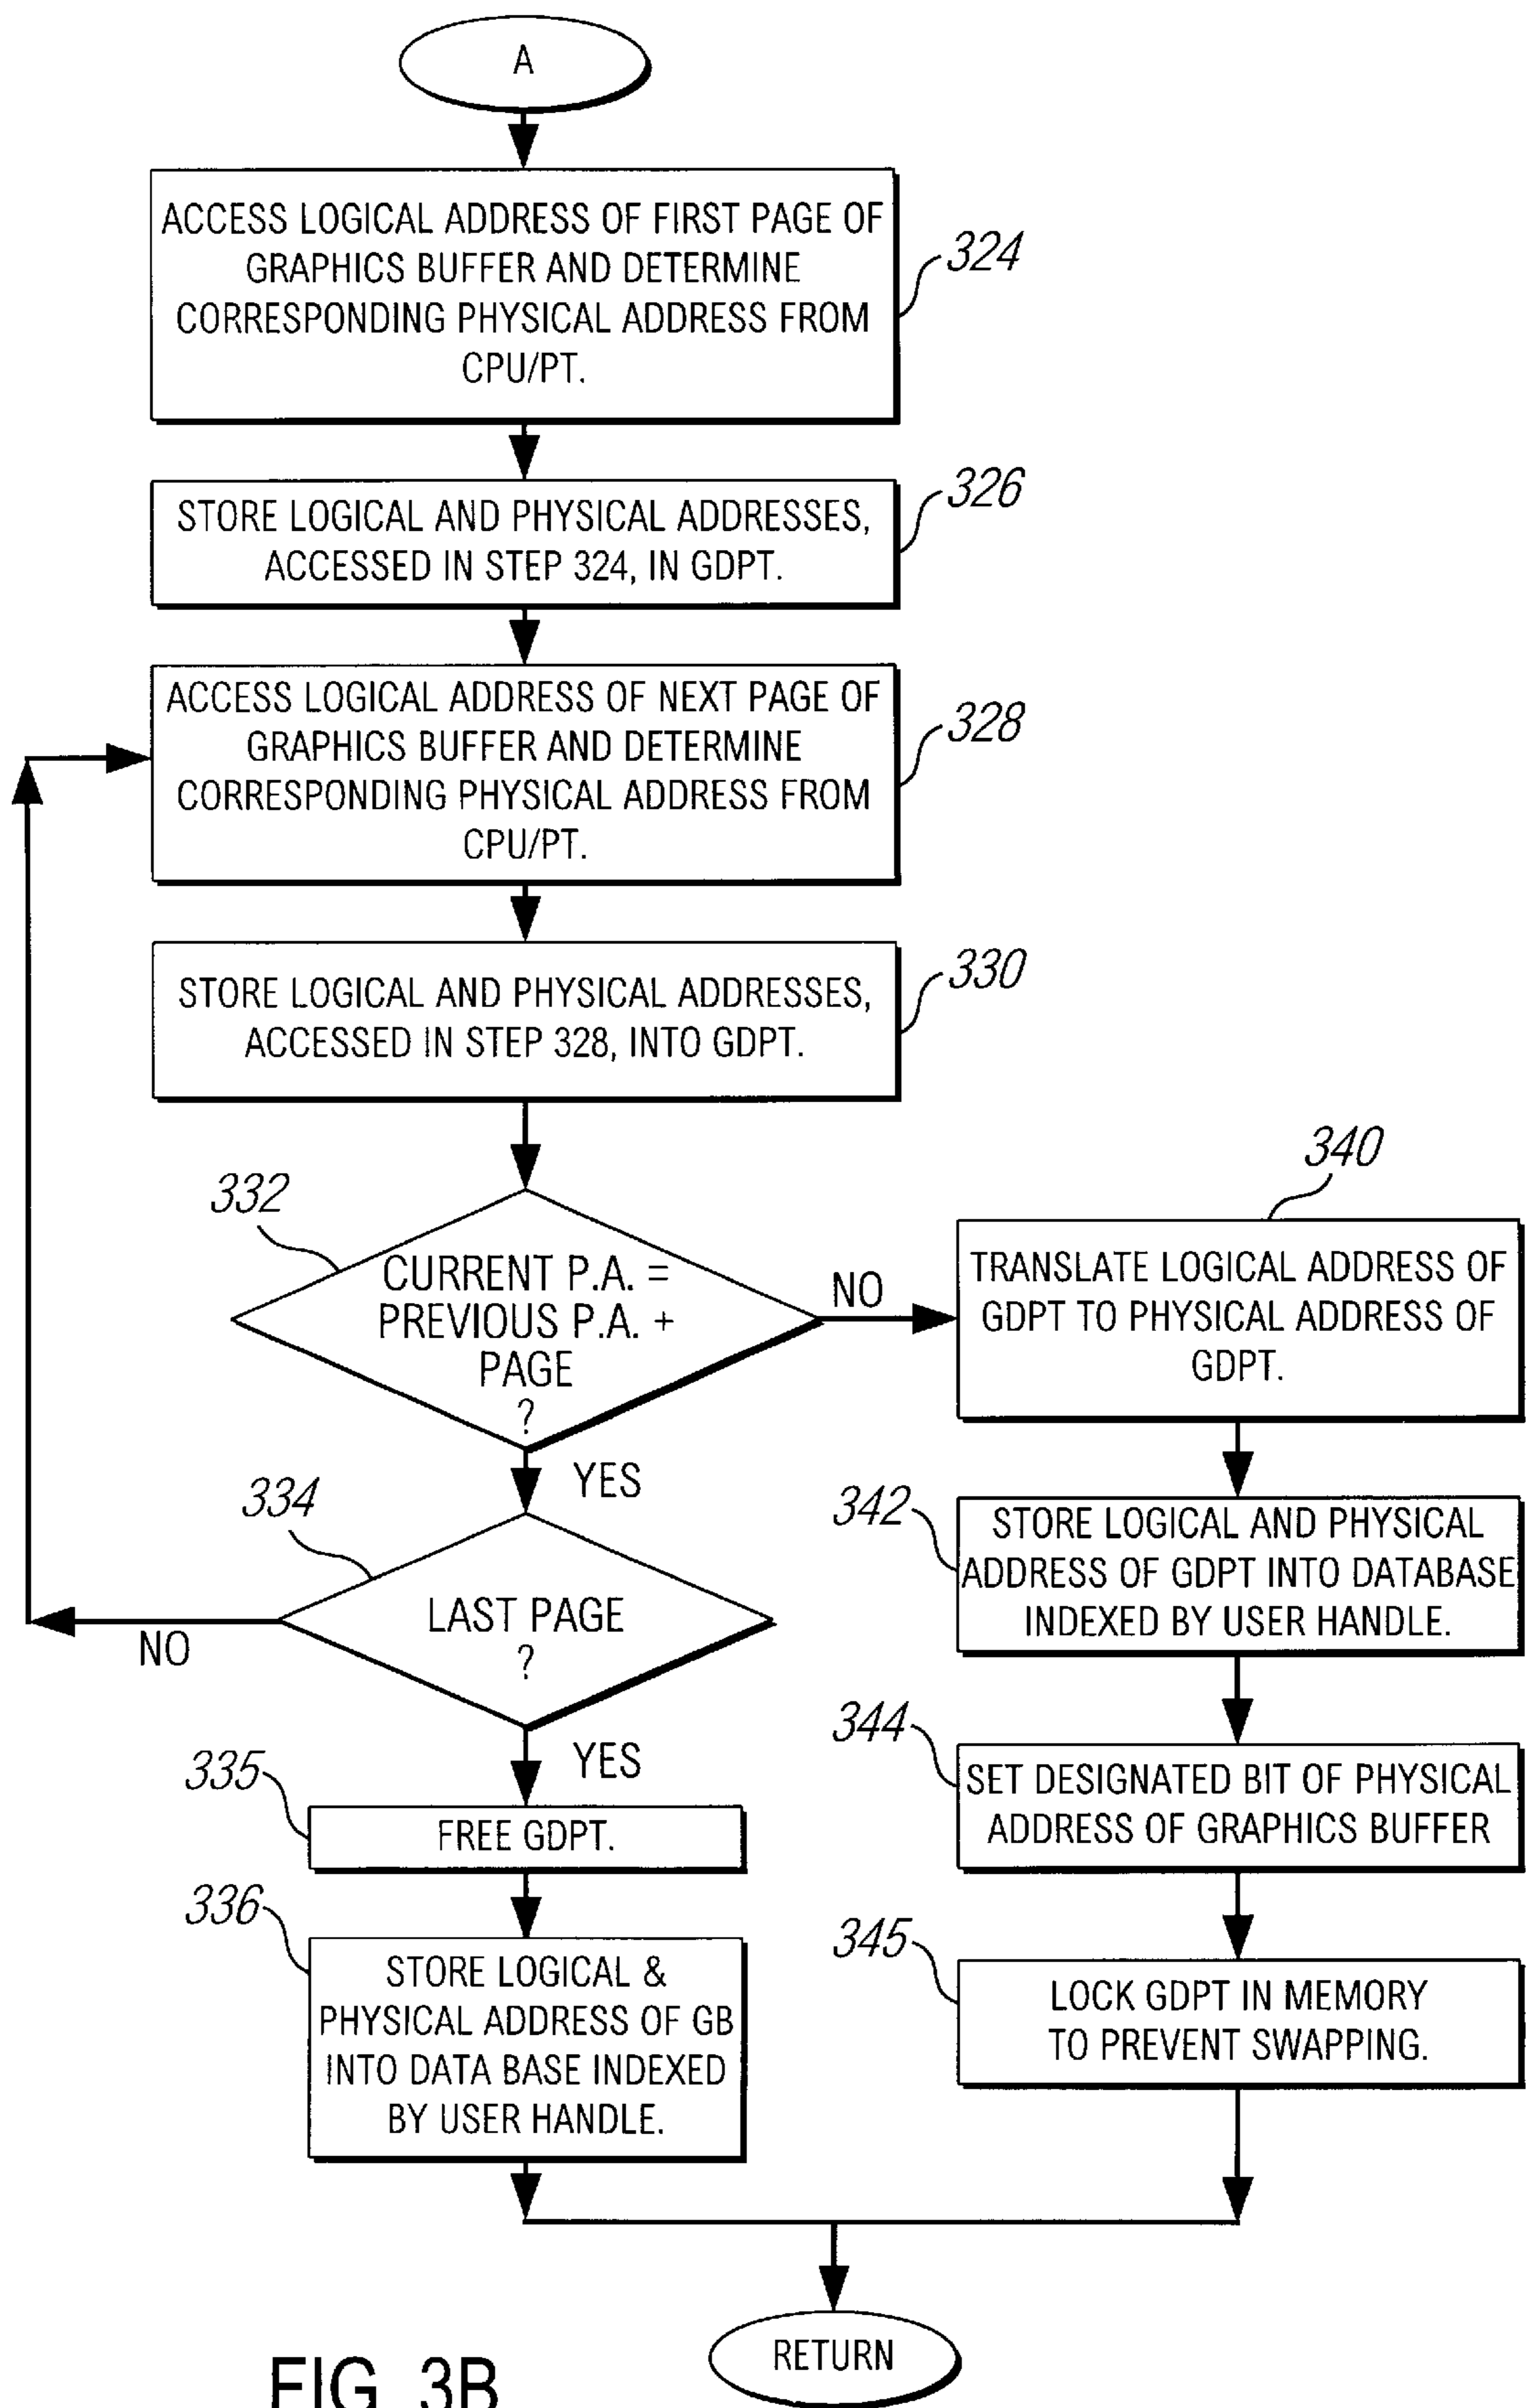 A
ACCESS LOGICAL ADDRESS OF FIRST PAGE OF
GRAPHICS BUFFER AND DETERMINE
CORRESPONDING PHYSICAL ADDRESS FROM
CPU/PT.
324
STORE LOGICAL AND PHYSICAL ADDRESSES,
ACCESSED IN STEP 324, IN GDPT.
326
ACCESS LOGICAL ADDRESS OF NEXT PAGE OF
GRAPHICS BUFFER AND DETERMINE
CORRESPONDING PHYSICAL ADDRESS FROM
CPU/PT.
328
STORE LOGICAL AND PHYSICAL ADDRESSES,
ACCESSED IN STEP 328, INTO GDPT.
330
332
CURRENT P.A. =
PREVIOUS P.A. +
PAGE
?
NO
YES
340
TRANSLATE LOGICAL ADDRESS OF
GDPT TO PHYSICAL ADDRESS OF
GDPT.
334
LAST PAGE
?
NO
YES
342
STORE LOGICAL AND PHYSICAL
ADDRESS OF GDPT INTO DATABASE
INDEXED BY USER HANDLE.
335
FREE GDPT.
344
SET DESIGNATED BIT OF PHYSICAL
ADDRESS OF GRAPHICS BUFFER
336
STORE LOGICAL &
PHYSICAL ADDRESS OF GB
INTO DATA BASE INDEXED
BY USER HANDLE.
345
LOCK GDPT IN MEMORY
TO PREVENT SWAPPING.
RETURN
FIG. 3B